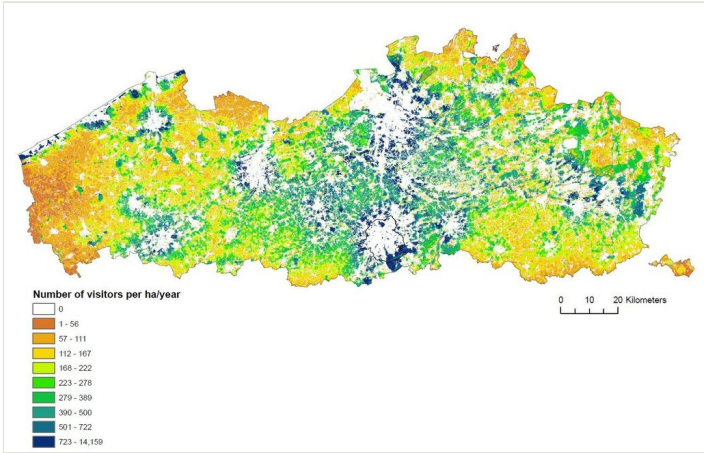 Number of visitors per ha/year
0
1 - 56
57 - 111
112 - 167
168 - 222
223 - 278
279 - 389
390 - 500
501 - 722
723 - 14,159
0 10 20 Kilometers